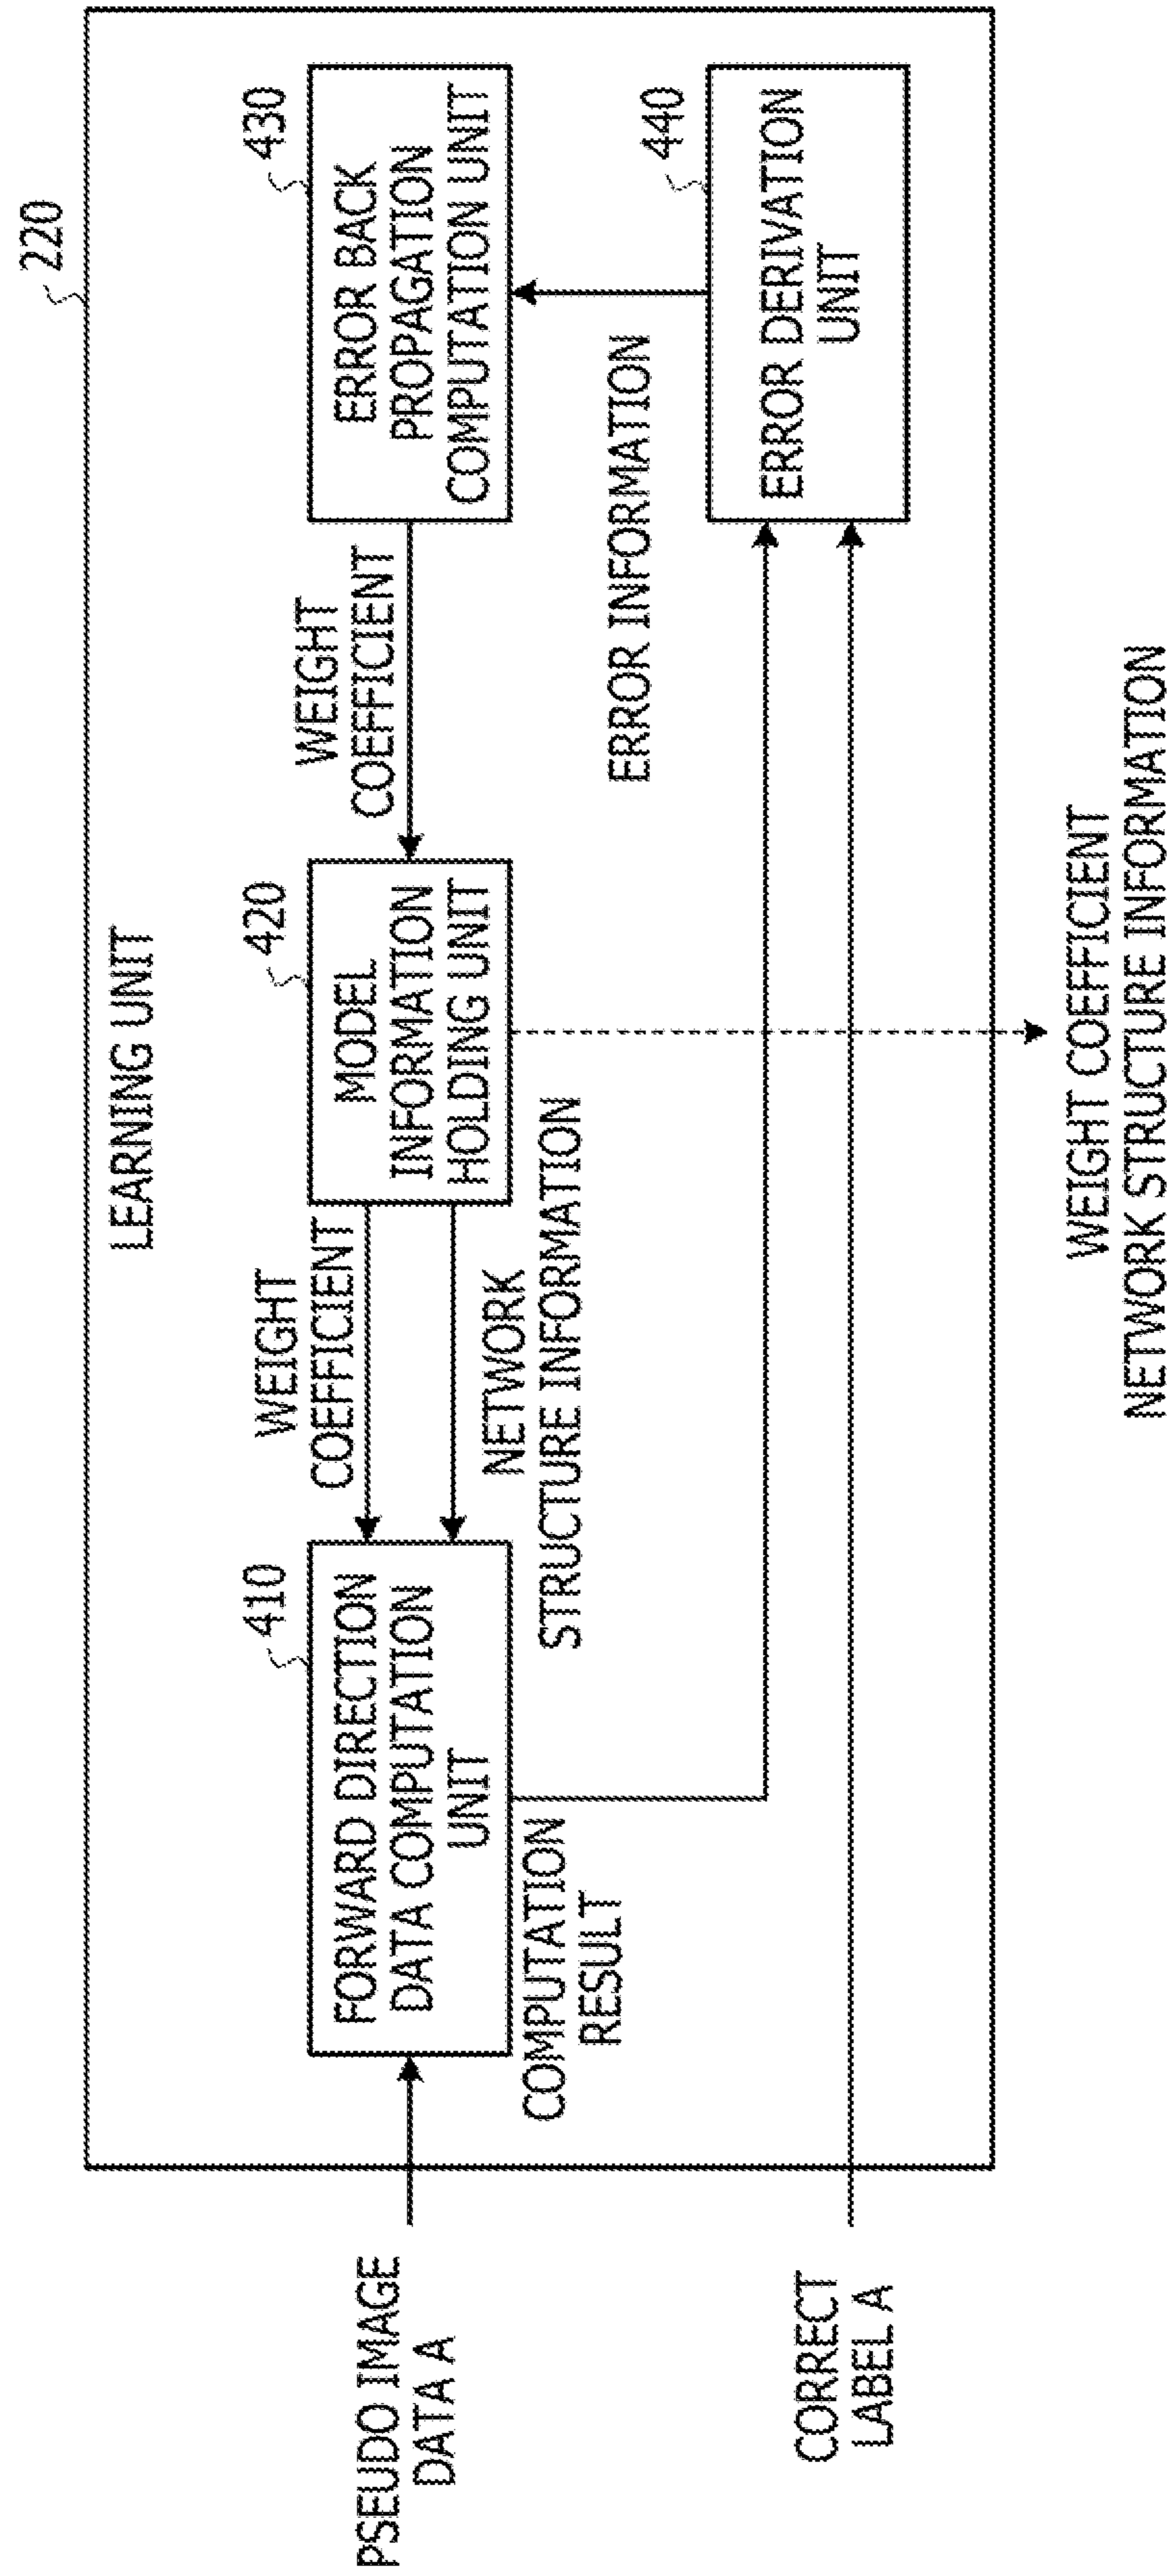 220
LEARNING UNIT
410
FORWARD DIRECTION
DATA COMPUTATION
UNIT
WEIGHT
COEFFICIENT
NETWORK
STRUCTURE INFORMATION
420
MODEL
INFORMATION
HOLDING UNIT
WEIGHT
COEFFICIENT
430
ERROR BACK
PROPAGATION
COMPUTATION UNIT
PSEUDO IMAGE
DATA A
COMPUTATION
RESULT
ERROR INFORMATION
440
ERROR DERIVATION
UNIT
CORRECT
LABEL A
WEIGHT COEFFICIENT
NETWORK STRUCTURE INFORMATION